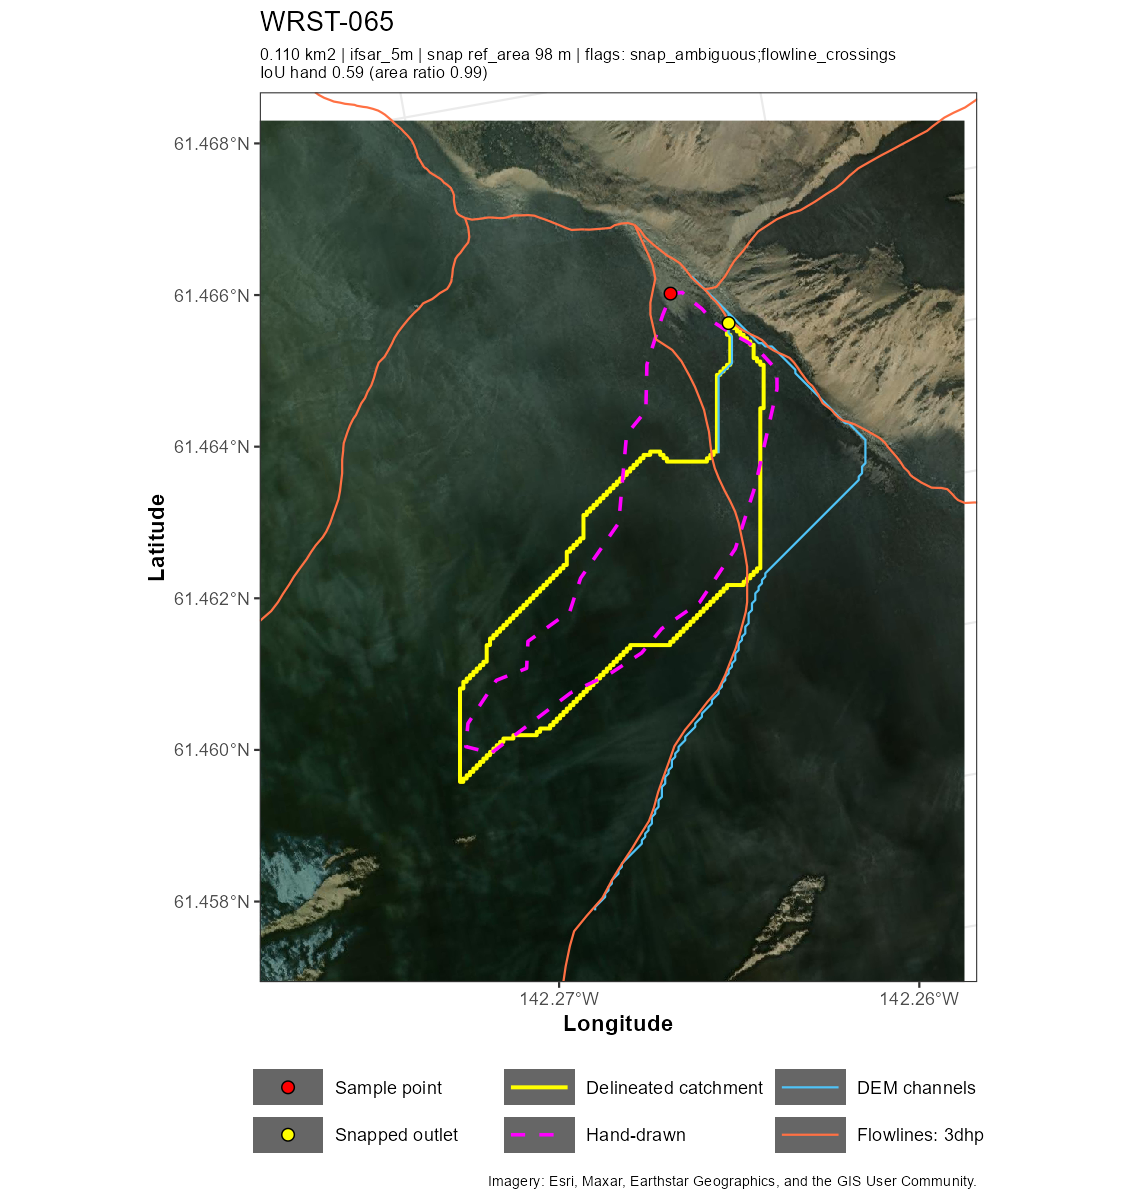 WRST-065
0.110 km2 | ifsar_5m | snap ref_area 98 m | flags: snap_ambiguous;flowline_crossings
IoU hand 0.59 (area ratio 0.99)
61.468°N
61.466°N
61.464°N
61.462°N
61.460°N
61.458°N
Latitude
142.27°W
142.26°W
Longitude
Sample point
Delineated catchment
DEM channels
Snapped outlet
Hand-drawn
Flowlines: 3dhp
Imagery: Esri, Maxar, Earthstar Geographics, and the GIS User Community.